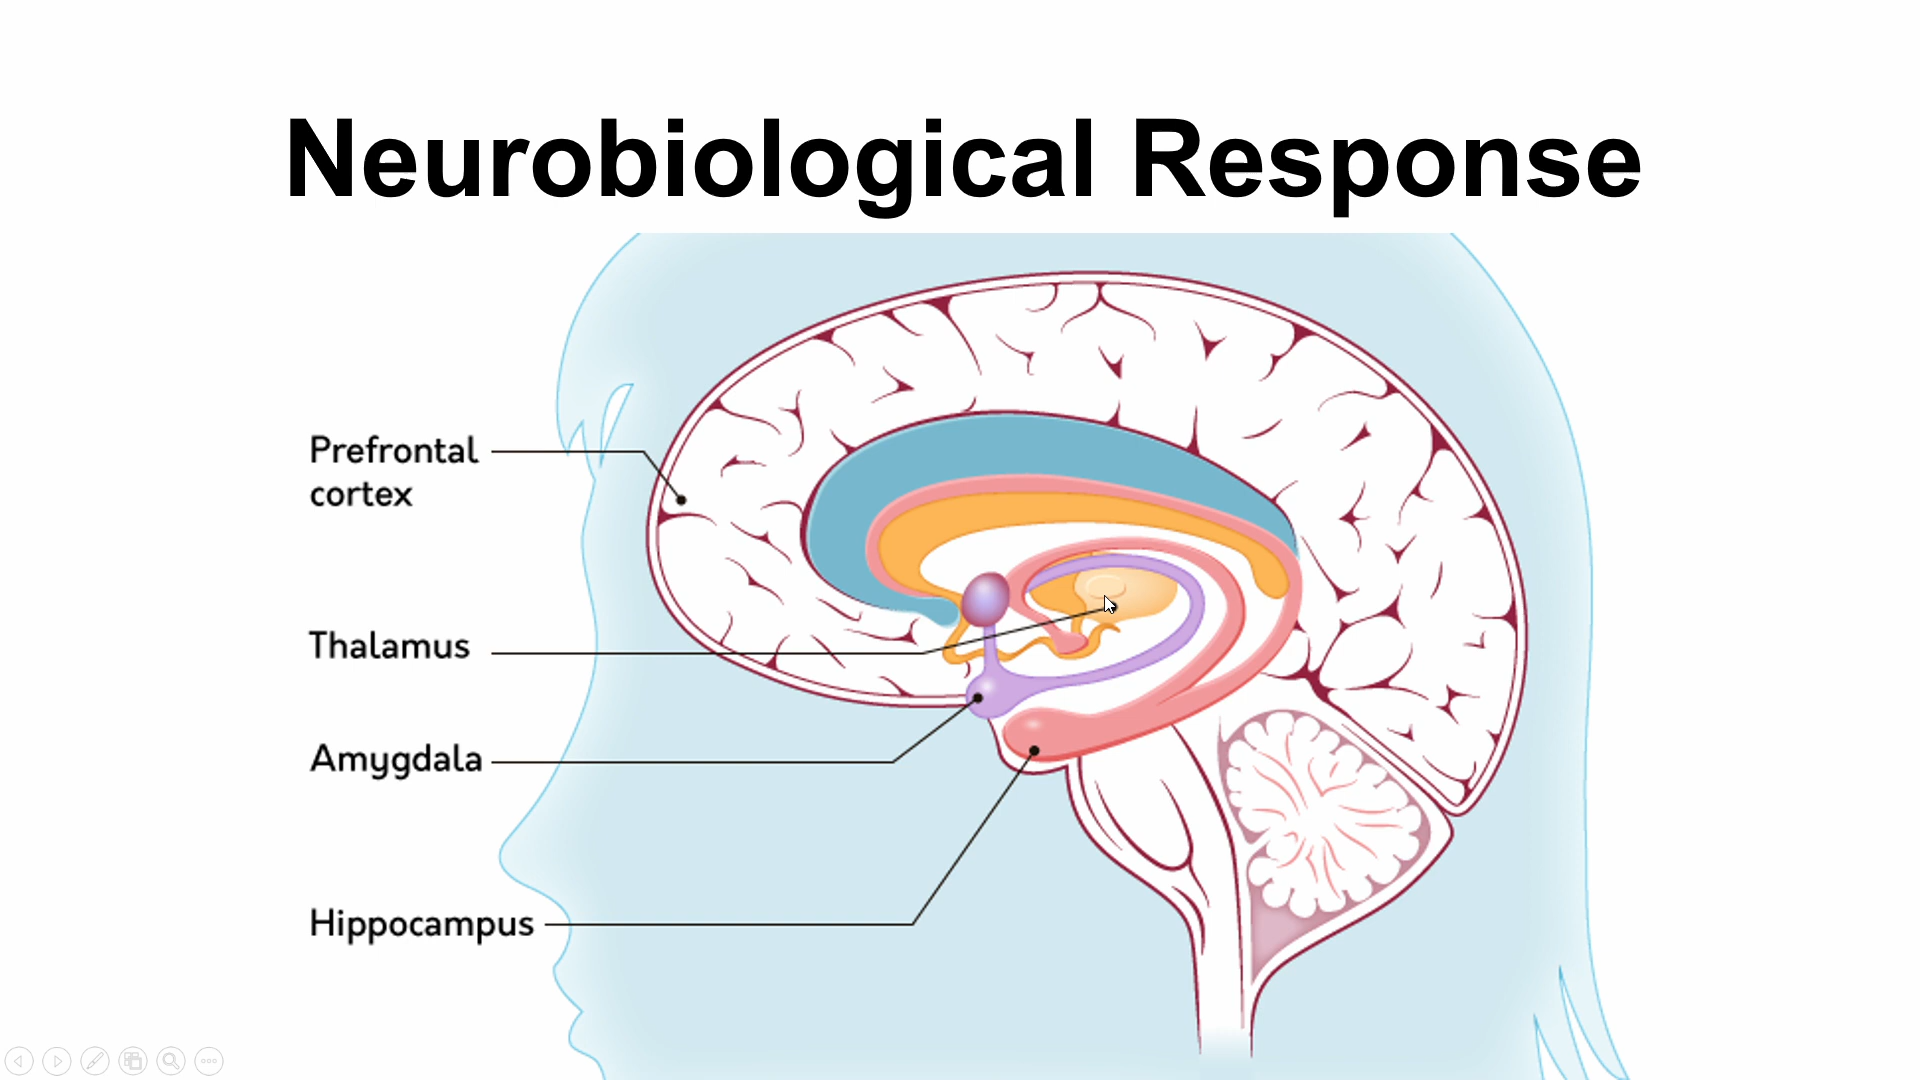 Neurobiological Response
Prefrontal
cortex
Thalamus
Amygdala
Hippocampus